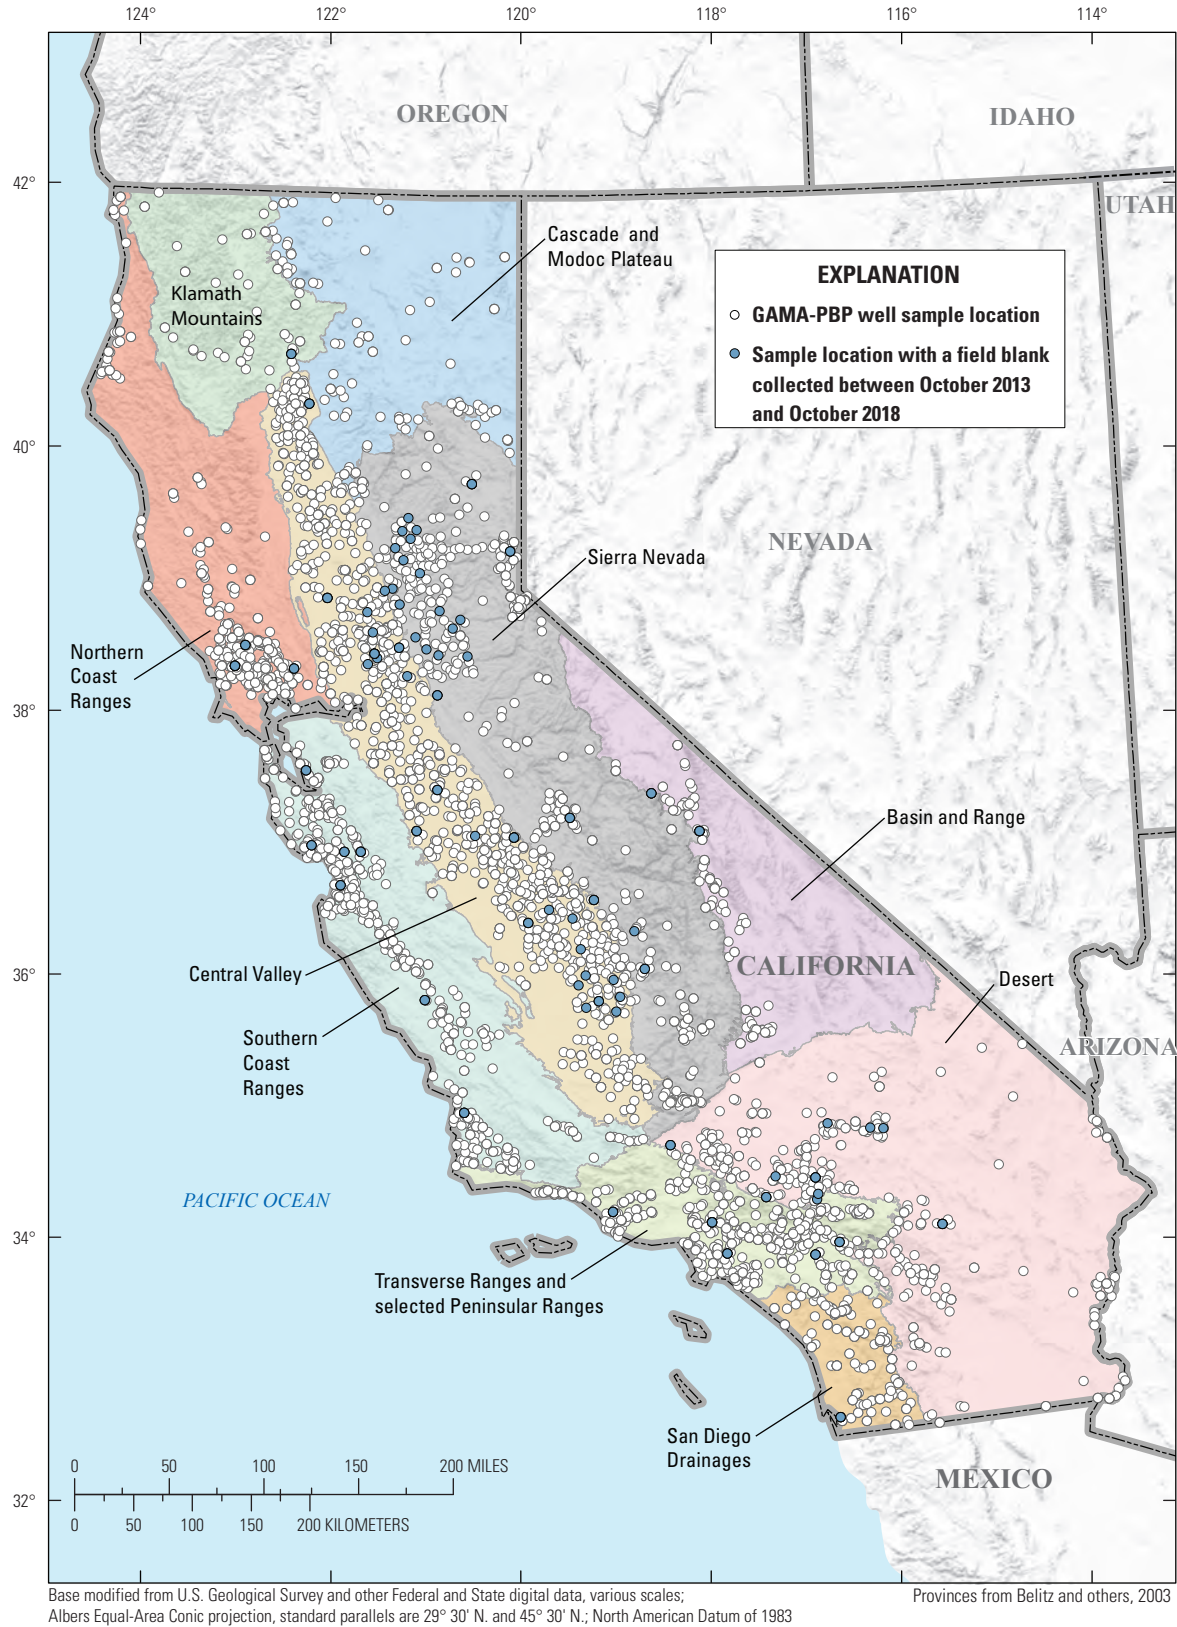 124°
122°
120°
118°
116°
114°
OREGON
IDAHO
42°
UTAH
Cascade and
Modoc Plateau
EXPLANATION
GAMA-PBP well sample location
Sample location with a field blank
collected between October 2013
and October 2018
Klamath
Mountains
40°
NEVADA
Sierra Nevada
Northern
Coast
Ranges
38°
Basin and Range
Central Valley
36°
CALIFORNIA
Desert
Southern
Coast
Ranges
ARIZONA
PACIFIC OCEAN
34°
Transverse Ranges and
selected Peninsular Ranges
San Diego
Drainages
0 50 100 150 200 MILES
0 50 100 150 200 KILOMETERS
MEXICO
32°
Base modified from U.S. Geological Survey and other Federal and State digital data, various scales;
Albers Equal-Area Conic projection, standard parallels are 29° 30' N. and 45° 30' N.; North American Datum of 1983
Provinces from Belitz and others, 2003